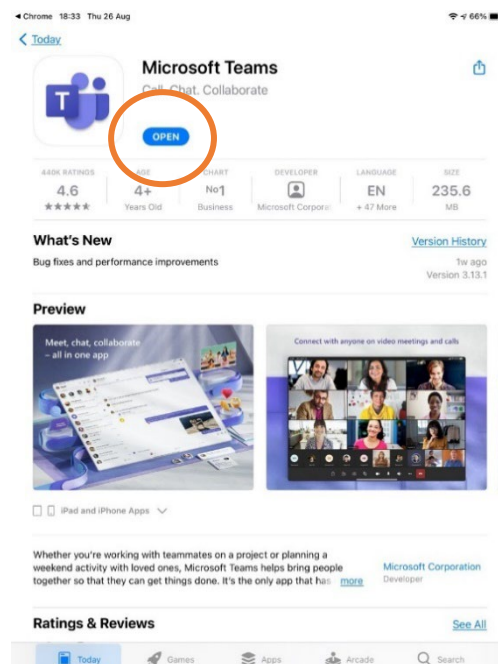 Chrome 18:33 Thu 26 Aug 66%
Today
Microsoft Teams
Call. Chat. Collaborate
T
OPEN
440K RATINGS AGE CHART DEVELOPER LANGUAGE SIZE
4.6 4+ No1 EN 235.6
Years Old Business Microsoft Corpora + 47 More MB
What's New Version History
Bug fixes and performance improvements 1w ago
Version 3.13.1
Preview
Meet, chat, collaborate
– all in one app
Connect with anyone on video meetings and calls
iPad and iPhone Apps
Whether you're working with teammates on a project or planning a
weekend activity with loved ones, Microsoft Teams helps bring people
together so that they can get things done. It's the only app that has more
Microsoft Corporation
Developer
Ratings & Reviews See All
Today Games Apps Arcade Search